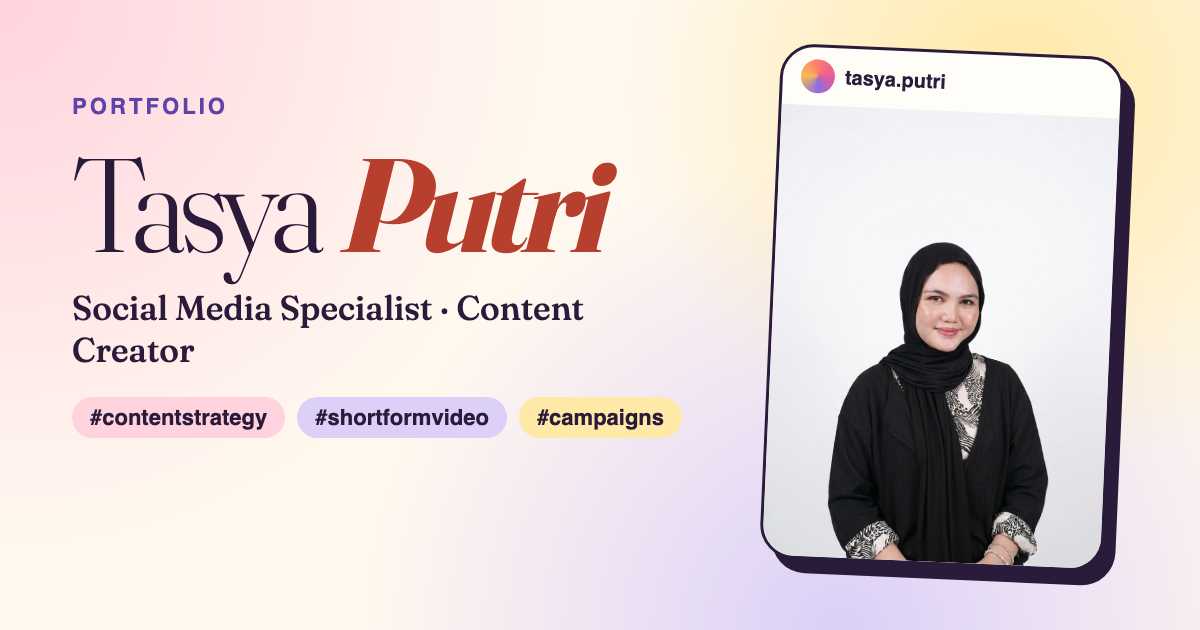 PORTFOLIO
Tasya Putri
Social Media Specialist · Content
Creator
#contentstrategy #shortformvideo #campaigns
tasya.putri